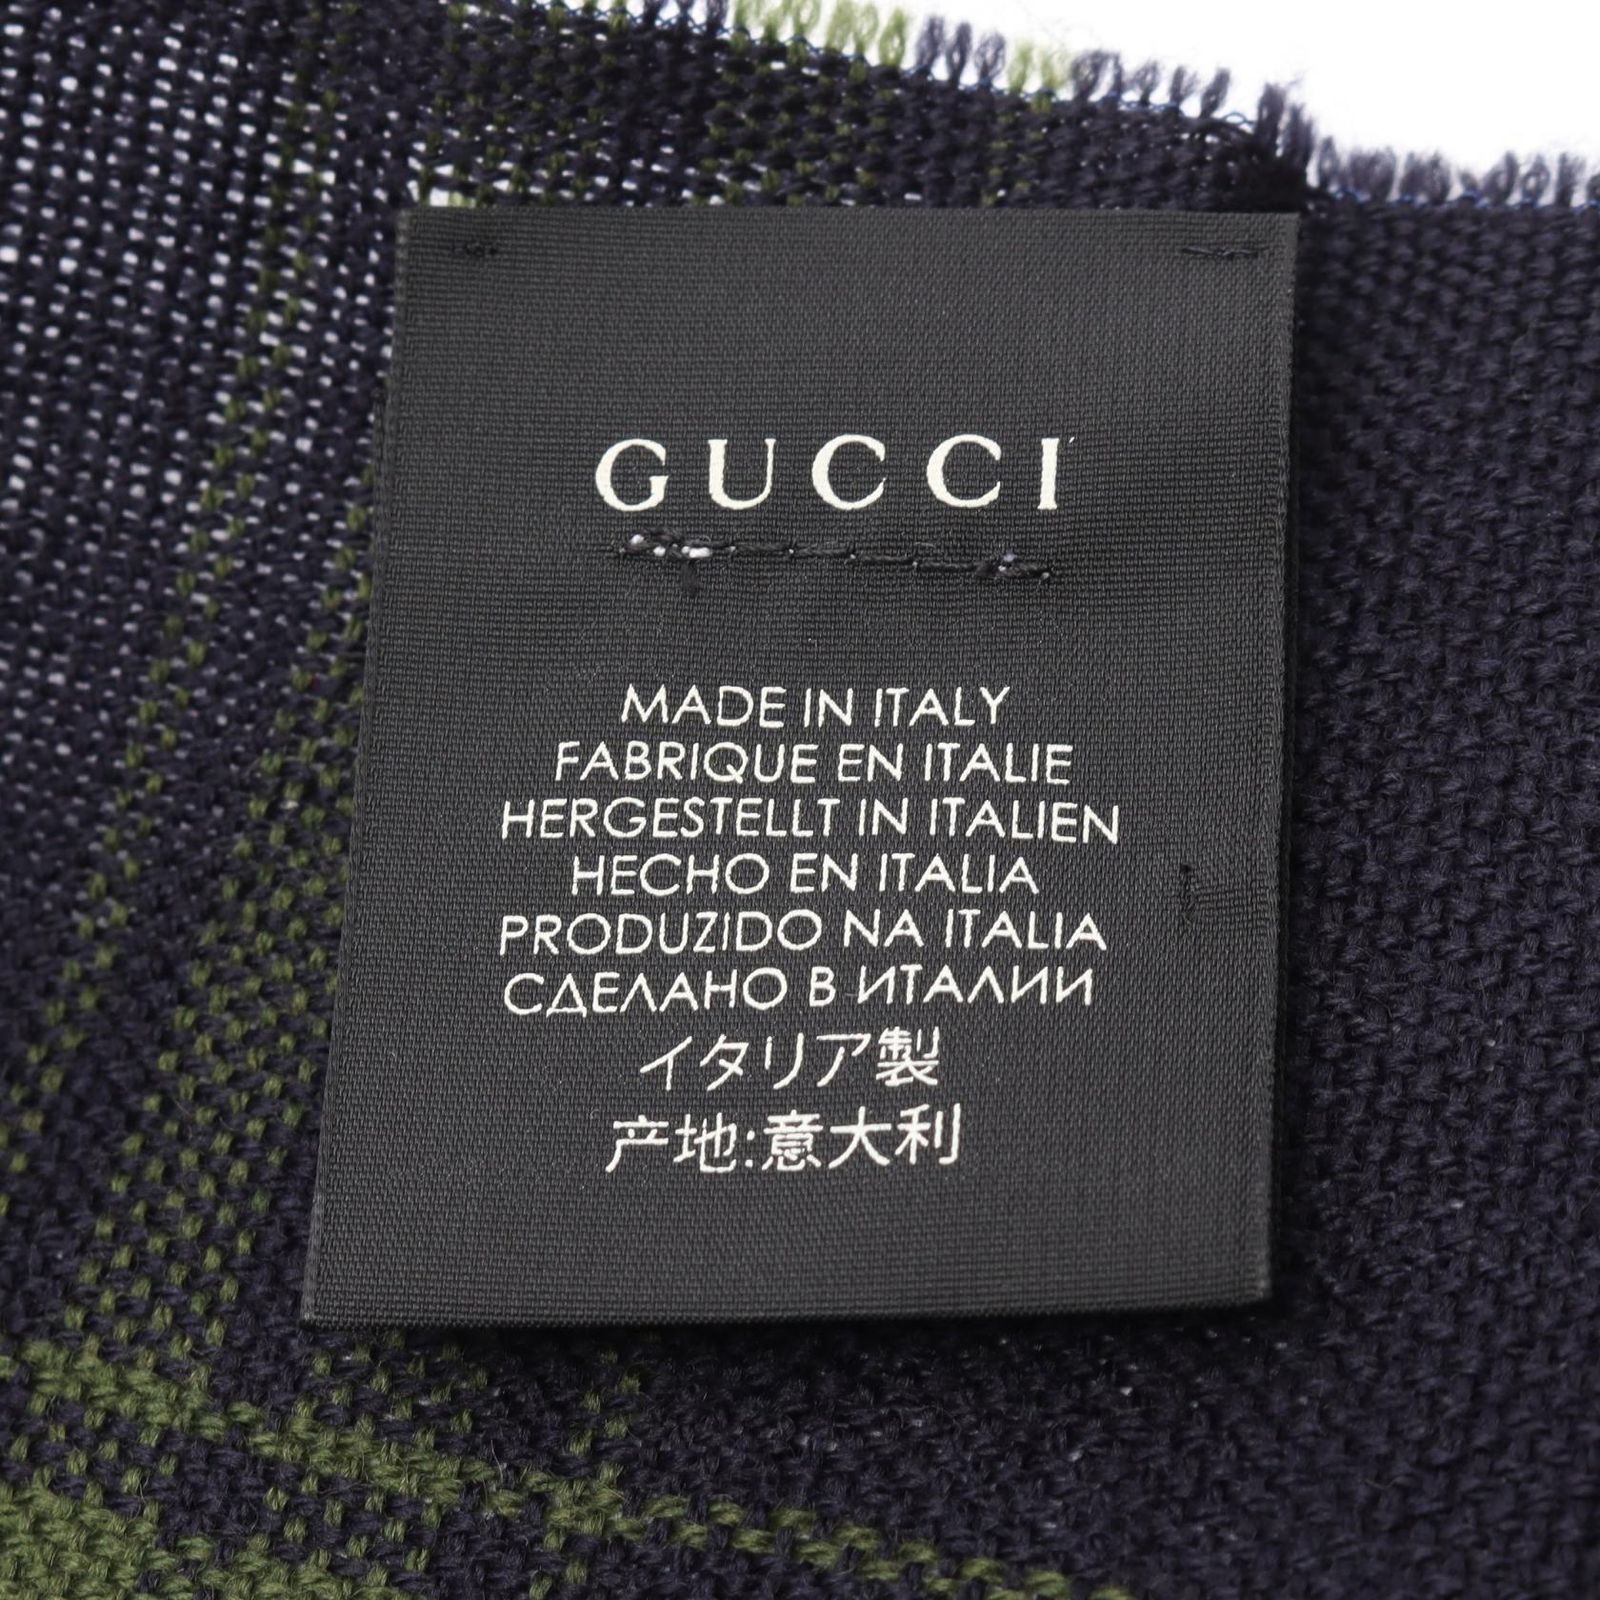 GUCCI
MADE IN ITALY
FABRIQUE EN ITALIE
HERGESTELLT IN ITALIEN
HECHO EN ITALIA
PRODUZIDO NA ITALIA
СДЕЛАНО В ИТАЛИИ
イタリア製
产地:意大利